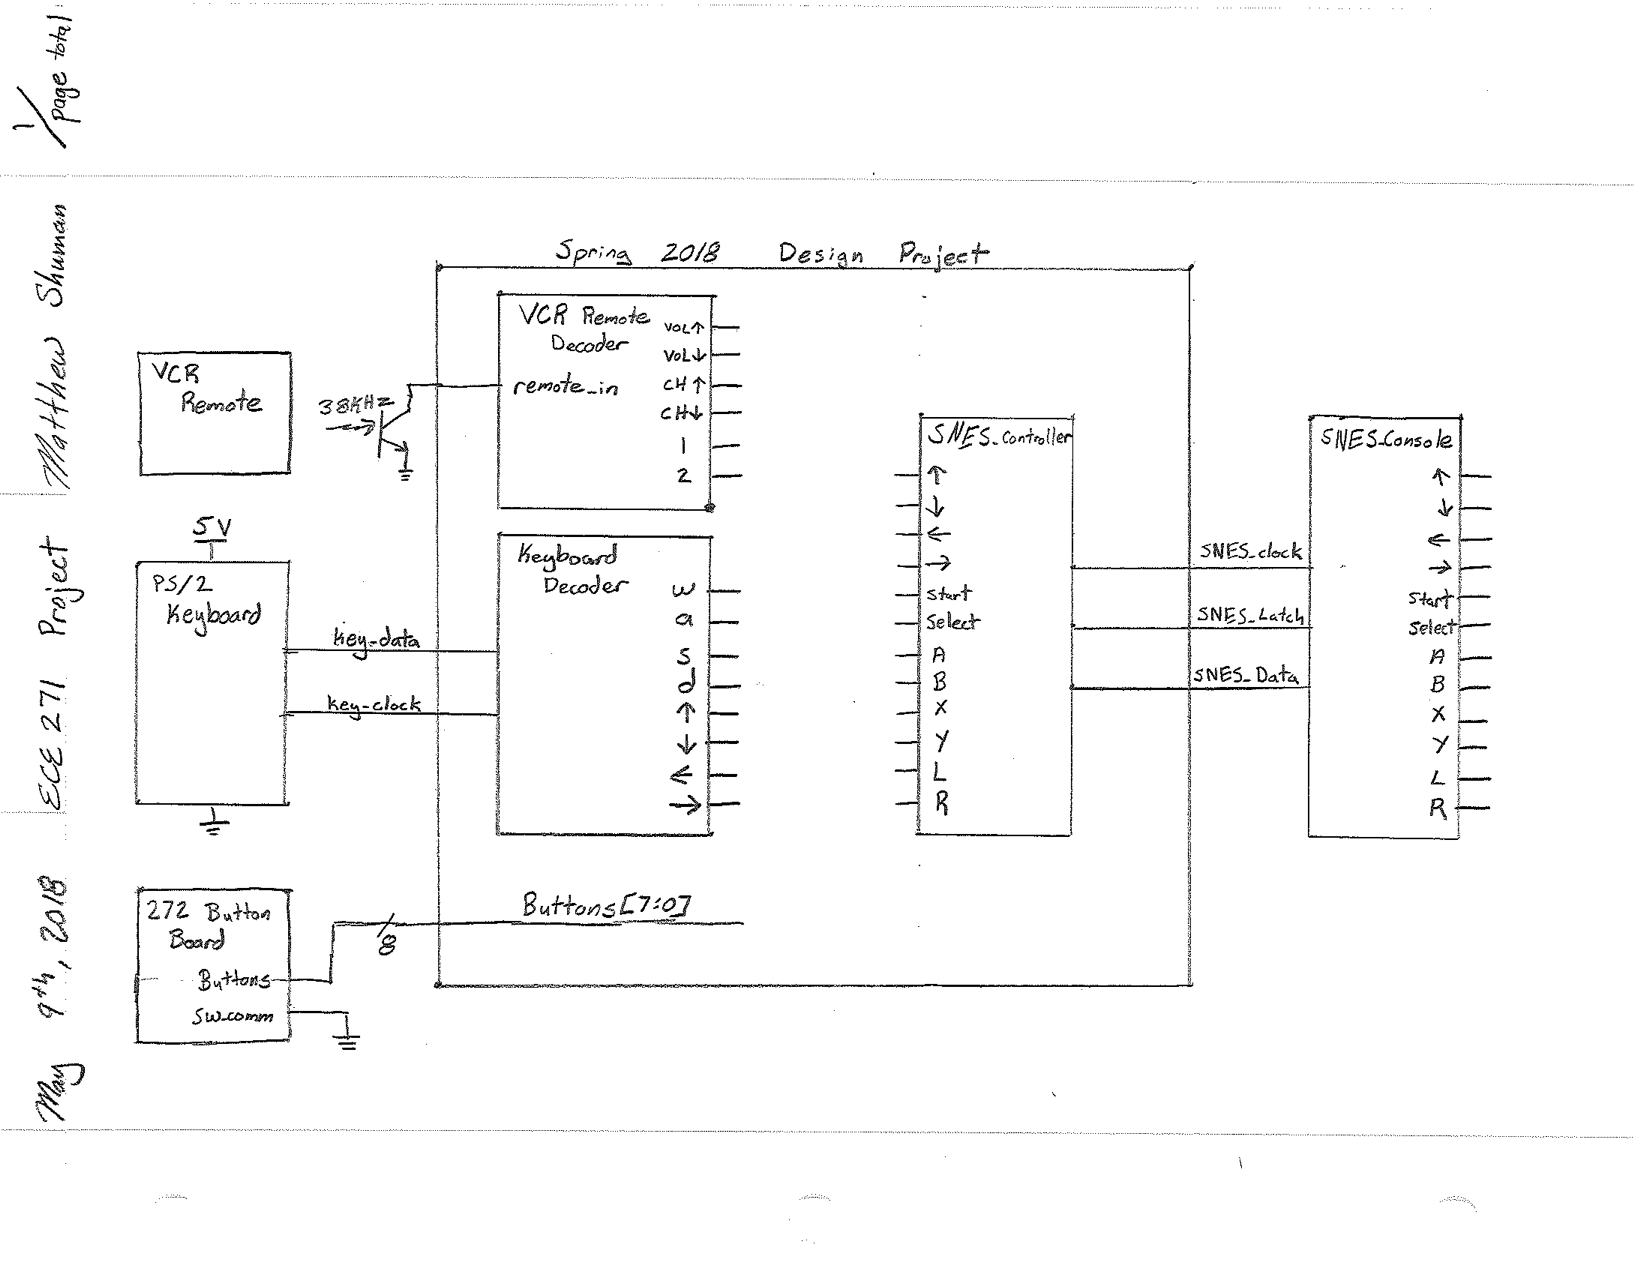 1/page total
Matthew Shuman
ECE 271 Project
May 9th, 2018
Spring 2018 Design Project
VCR
Remote
38KHz
VCR Remote
Decoder
remote_in
VOL↑
VOL↓
CH↑
CH↓
1
2
5V
PS/2
Keyboard
key-data
key-clock
Keyboard
Decoder
w
a
s
d
↑
↓
←
→
272 Button
Board
Buttons
SW_comm
8
Buttons[7:0]
SNES_Controller
↑
↓
←
→
Start
Select
A
B
X
Y
L
R
SNES_clock
SNES_Latch
SNES_Data
SNES_Console
↑
↓
←
→
Start
Select
A
B
X
Y
L
R